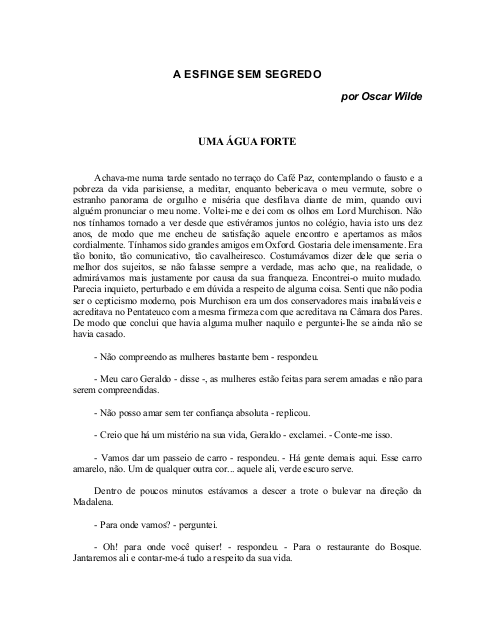 A ESFINGE SEM SEGREDO
por Oscar Wilde
UMA ÁGUA FORTE
Achava-me numa tarde sentado no terraço do Café Paz, contemplando o fausto e a
pobreza da vida parisiense, a meditar, enquanto bebericava o meu vermute, sobre o
estranho panorama de orgulho e miséria que desfilava diante de mim, quando ouvi
alguém pronunciar o meu nome. Voltei-me e dei com os olhos em Lord Murchison. Não
nos tínhamos tornado a ver desde que estivéramos juntos no colégio, havia isto uns dez
anos, de modo que me encheu de satisfação aquele encontro e apertamos as mãos
cordialmente. Tínhamos sido grandes amigos em Oxford. Gostaria dele imensamente. Era
tão bonito, tão comunicativo, tão cavalheiresco. Costumávamos dizer dele que seria o
melhor dos sujeitos, se não falasse sempre a verdade, mas acho que, na realidade, o
admirávamos mais justamente por causa da sua franqueza. Encontrei-o muito mudado.
Parecia inquieto, perturbado e em dúvida a respeito de alguma coisa. Senti que não podia
ser o cepticismo moderno, pois Murchison era um dos conservadores mais inabaláveis e
acreditava no Pentateuco com a mesma firmeza com que acreditava na Câmara dos Pares.
De modo que conclui que havia alguma mulher naquilo e perguntei-lhe se ainda não se
havia casado.
- Não compreendo as mulheres bastante bem - respondeu.
- Meu caro Geraldo - disse -, as mulheres estão feitas para serem amadas e não para
serem compreendidas.
- Não posso amar sem ter confiança absoluta - replicou.
- Creio que há um mistério na sua vida, Geraldo - exclamei. - Conte-me isso.
- Vamos dar um passeio de carro - respondeu. - Há gente demais aqui. Esse carro
amarelo, não. Um de qualquer outra cor... aquele ali, verde escuro serve.
Dentro de poucos minutos estávamos a descer a trote o bulevar na direção da
Madalena.
- Para onde vamos? - perguntei.
- Oh! para onde você quiser! - respondeu. - Para o restaurante do Bosque.
Jantaremos ali e contar-me-á tudo a respeito da sua vida.